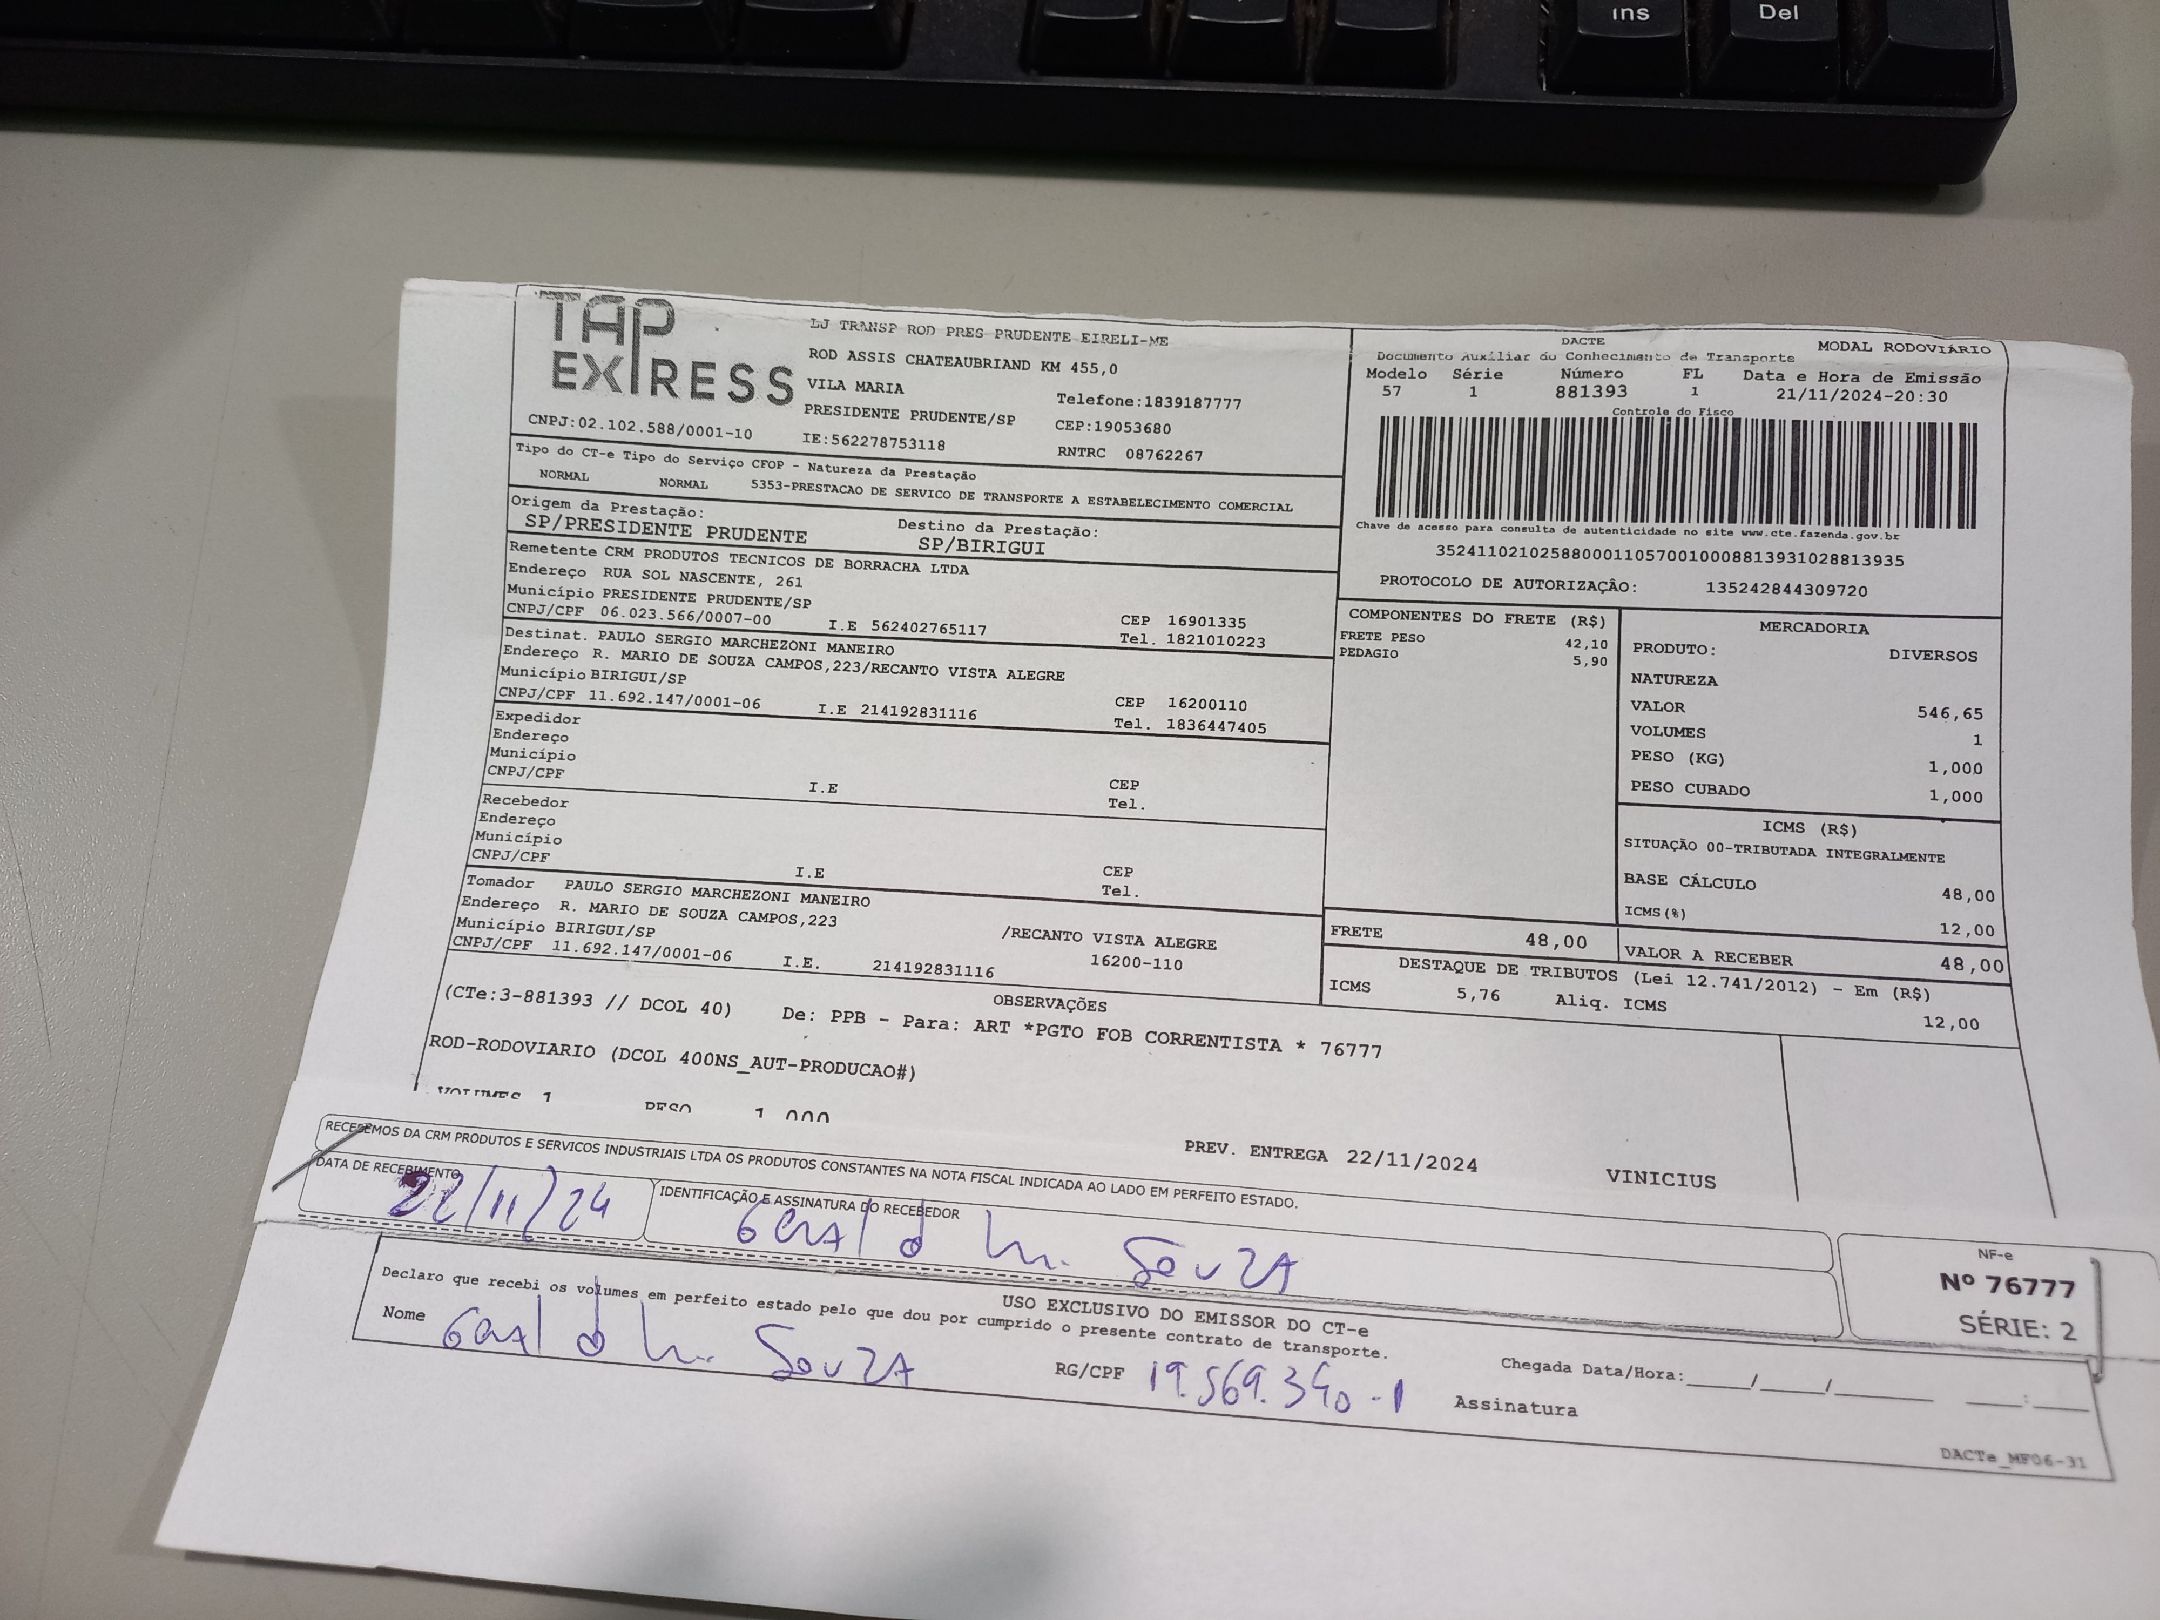 ins
Del
TAP
EXPRESS
LJ TRANSP ROD PRES PRUDENTE EIRELI-ME
ROD ASSIS CHATEAUBRIAND KM 455,0
VILA MARIA
Telefone:1839187777
PRESIDENTE PRUDENTE/SP
CEP:19053680
CNPJ:02.102.588/0001-10
IE:562278753118
RNTRC 08762267
DACTE
MODAL RODOVIÁRIO
Documento Auxiliar do Conhecimento de Transporte
Modelo Série Número FL Data e Hora de Emissão
57 1 881393 1 21/11/2024-20:30
Controle do Fisco
Chave de acesso para consulta de autenticidade no site www.cte.fazenda.gov.br
35241102102588000110570010008813931028813935
PROTOCOLO DE AUTORIZAÇÂO: 135242844309720
Tipo do CT-e Tipo do Serviço CFOP - Natureza da Prestação
NORMAL NORMAL 5353-PRESTACAO DE SERVICO DE TRANSPORTE A ESTABELECIMENTO COMERCIAL
Origem da Prestação: Destino da Prestação:
SP/PRESIDENTE PRUDENTE SP/BIRIGUI
Remetente CRM PRODUTOS TECNICOS DE BORRACHA LTDA
Endereço RUA SOL NASCENTE, 261
Município PRESIDENTE PRUDENTE/SP CEP 16901335
CNPJ/CPF 06.023.566/0007-00 I.E 562402765117 Tel. 1821010223
Destinat. PAULO SERGIO MARCHEZONI MANEIRO
Endereço R. MARIO DE SOUZA CAMPOS,223/RECANTO VISTA ALEGRE
Município BIRIGUI/SP CEP 16200110
CNPJ/CPF 11.692.147/0001-06 I.E 214192831116 Tel. 1836447405
Expedidor
Endereço
Município CEP
CNPJ/CPF I.E Tel.
Recebedor
Endereço
Município CEP
CNPJ/CPF I.E Tel.
Tomador PAULO SERGIO MARCHEZONI MANEIRO
Endereço R. MARIO DE SOUZA CAMPOS,223 /RECANTO VISTA ALEGRE
Município BIRIGUI/SP 16200-110
CNPJ/CPF 11.692.147/0001-06 I.E. 214192831116
COMPONENTES DO FRETE (R$)
FRETE PESO 42,10
PEDAGIO 5,90
MERCADORIA
PRODUTO: DIVERSOS
NATUREZA
VALOR 546,65
VOLUMES 1
PESO (KG) 1,000
PESO CUBADO 1,000
ICMS (R$)
SITUAÇÃO 00-TRIBUTADA INTEGRALMENTE
BASE CÁLCULO 48,00
ICMS(%) 12,00
FRETE 48,00 VALOR A RECEBER 48,00
DESTAQUE DE TRIBUTOS (Lei 12.741/2012) - Em (R$)
ICMS 5,76 Aliq. ICMS 12,00
OBSERVAÇÕES
(CTe:3-881393 // DCOL 40) De: PPB - Para: ART *PGTO FOB CORRENTISTA * 76777
ROD-RODOVIARIO (DCOL 400NS_AUT-PRODUCAO#)
VOLUMES 1 PESO 1,000
PREV. ENTREGA 22/11/2024 VINICIUS
RECEBEMOS DA CRM PRODUTOS E SERVICOS INDUSTRIAIS LTDA OS PRODUTOS CONSTANTES NA NOTA FISCAL INDICADA AO LADO EM PERFEITO ESTADO.
DATA DE RECEBIMENTO IDENTIFICAÇÃO E ASSINATURA DO RECEBEDOR
22/11/24 Geraldo M. Souza
NF-e
Nº 76777
SÉRIE: 2
USO EXCLUSIVO DO EMISSOR DO CT-e
Declaro que recebi os volumes em perfeito estado pelo que dou por cumprido o presente contrato de transporte.
Nome Geraldo M. Souza RG/CPF 19.569.340-1
Chegada Data/Hora:____/____/______ ____:____
Assinatura
DACTe_MF06-31